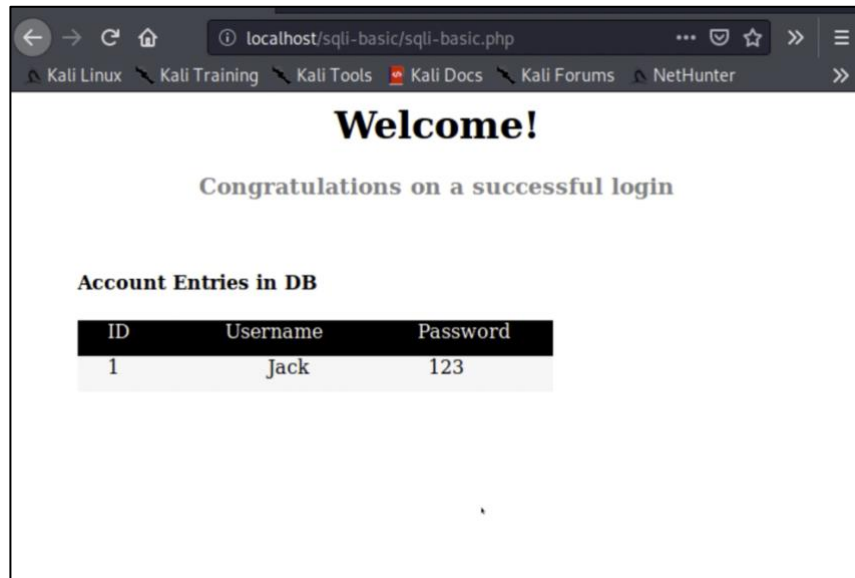 localhost/sqli-basic/sqli-basic.php
Kali Linux Kali Training Kali Tools Kali Docs Kali Forums NetHunter
Welcome!
Congratulations on a successful login
Account Entries in DB
ID Username Password
1 Jack 123